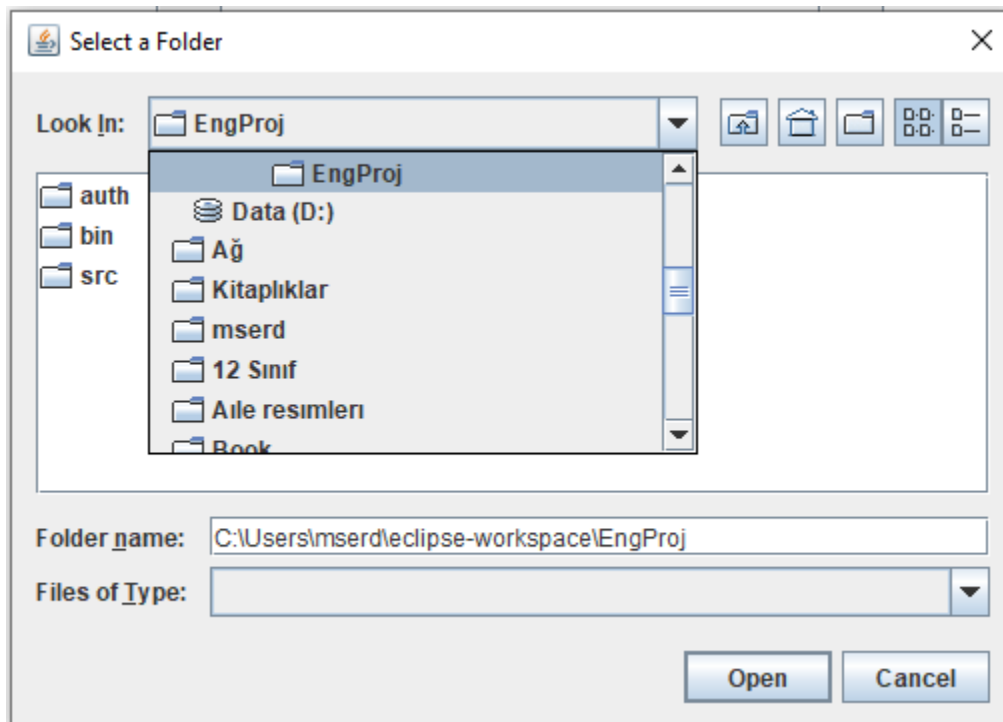 Select a Folder
Look In: EngProj
EngProj
Data (D:)
Ağ
Kitaplıklar
mserd
12 Sınıf
Aıle resımlerı
Book
auth
bin
src
Folder name: C:\Users\mserd\eclipse-workspace\EngProj
Files of Type:
Open Cancel